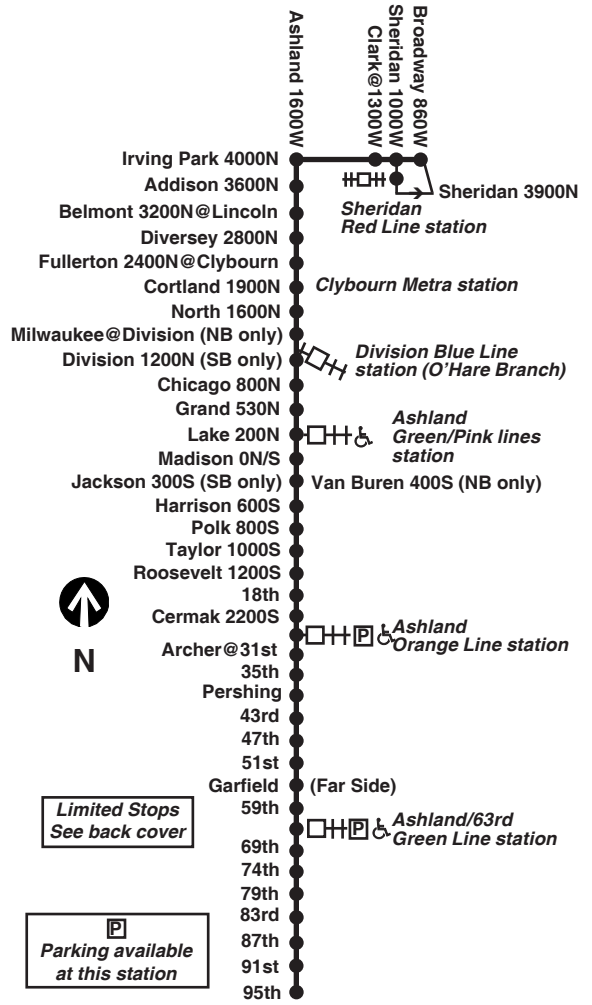 Ashland 1600W
Clark@1300W
Sheridan 1000W
Broadway 860W
Irving Park 4000N
Addison 3600N
Sheridan 3900N
Sheridan
Red Line station
Belmont 3200N@Lincoln
Diversey 2800N
Fullerton 2400N@Clybourn
Cortland 1900N
Clybourn Metra station
North 1600N
Milwaukee@Division (NB only)
Division 1200N (SB only)
Division Blue Line
station (O'Hare Branch)
Chicago 800N
Grand 530N
Lake 200N
Ashland
Green/Pink lines
station
Madison 0N/S
Jackson 300S (SB only)
Van Buren 400S (NB only)
Harrison 600S
Polk 800S
Taylor 1000S
Roosevelt 1200S
18th
Cermak 2200S
N
P
Ashland
Orange Line station
Archer@31st
35th
Pershing
43rd
47th
51st
Garfield
(Far Side)
59th
Limited Stops
See back cover
P
Ashland/63rd
Green Line station
69th
74th
79th
83rd
87th
91st
95th
P
Parking available
at this station